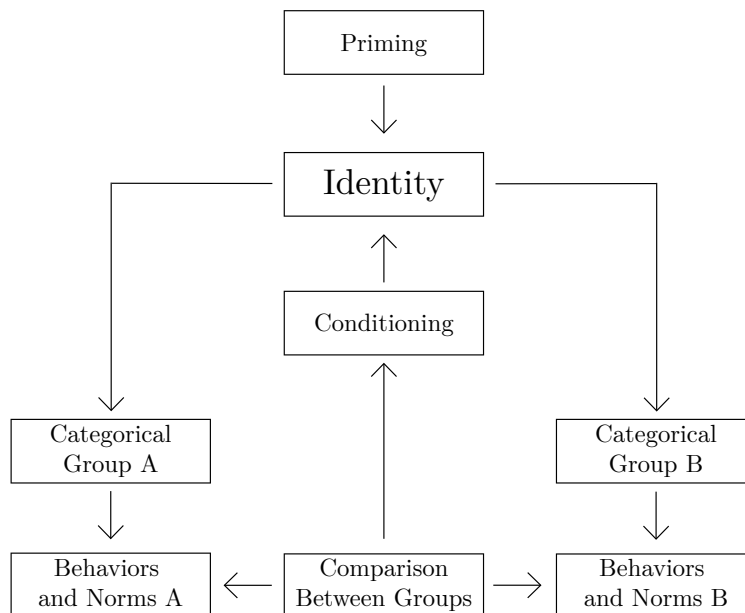 Priming
Identity
Conditioning
Categorical
Group A
Categorical
Group B
Behaviors
and Norms A
Comparison
Between Groups
Behaviors
and Norms B